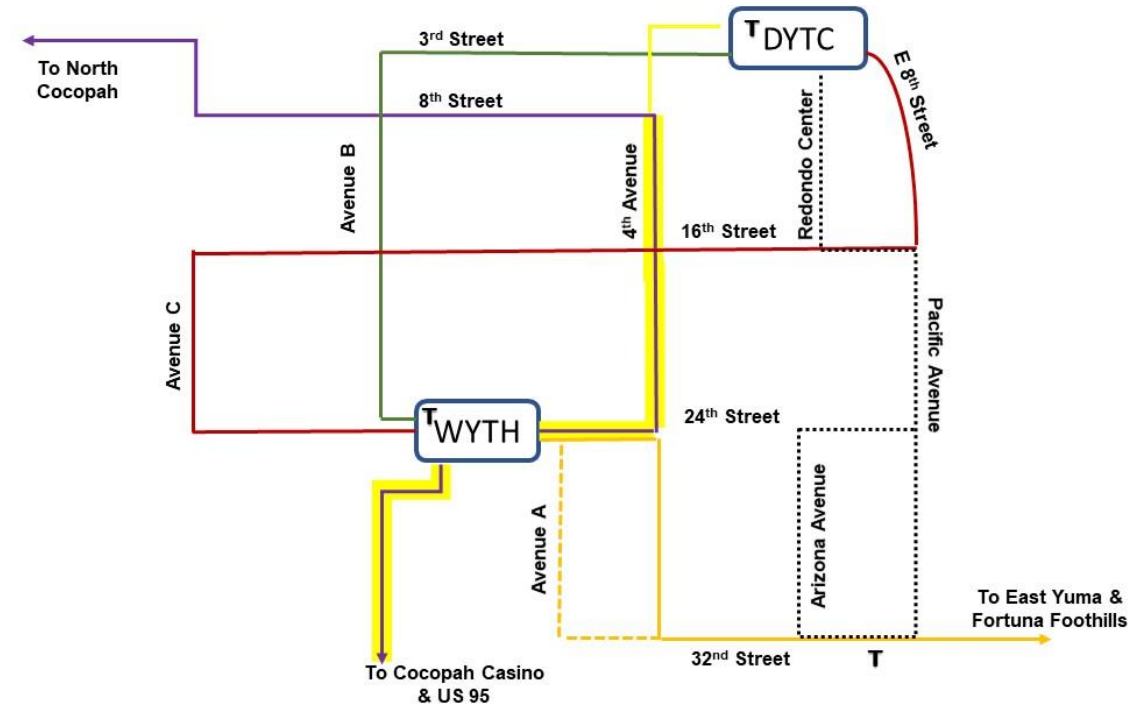 T DYTC
3rd Street
To North
Cocopah
E 8th Street
8th Street
Redondo Center
Avenue B
4th Avenue
16th Street
Avenue C
Pacific Avenue
T WYTH
24th Street
Avenue A
Arizona Avenue
To East Yuma &
Fortuna Foothills
32nd Street
T
To Cocopah Casino
& US 95